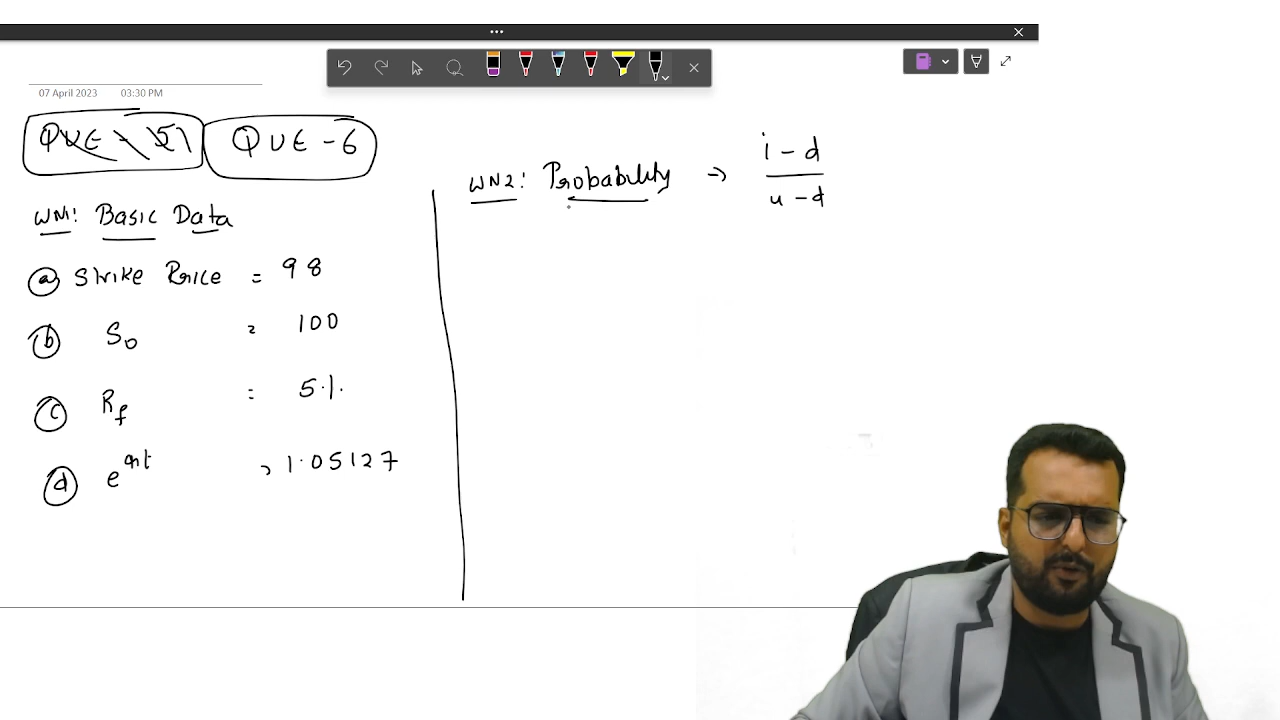 07 April 2023 03:30 PM
QUE - 51 QUE - 6
WN1: Basic Data
a Strike Price = 98
b S0 = 100
c Rf = 5%
d e^rt = 1.05127
WN2: Probability → i - d
u - d